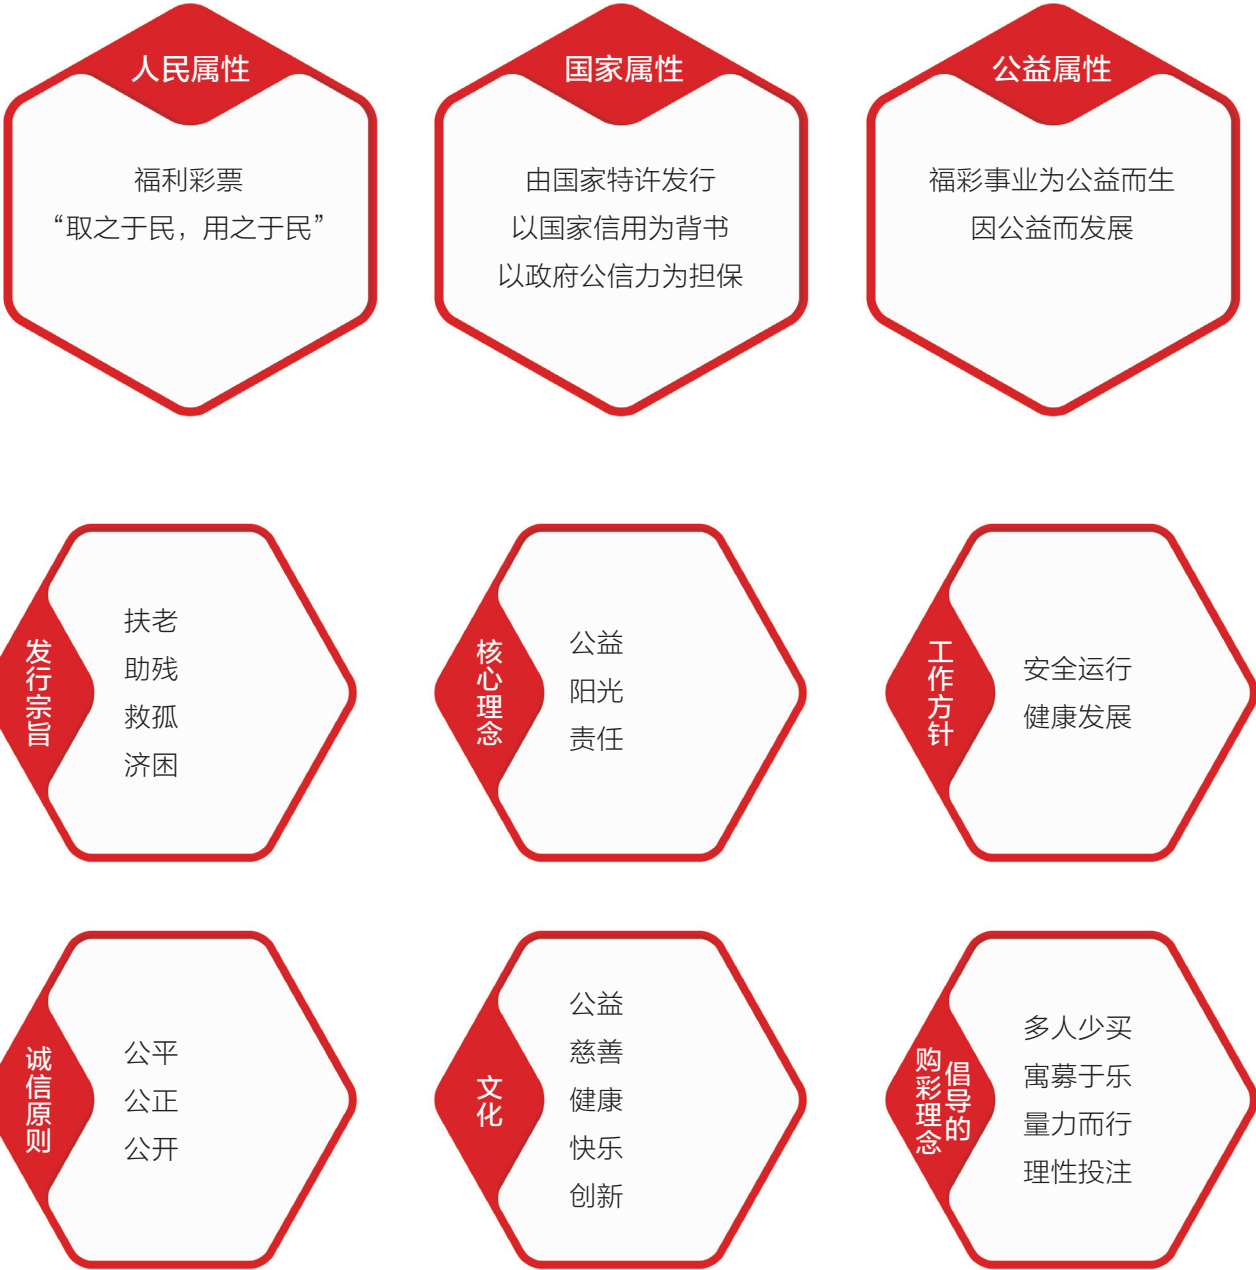 人民属性
福利彩票
“取之于民，用之于民”
国家属性
由国家特许发行
以国家信用为背书
以政府公信力为担保
公益属性
福彩事业为公益而生
因公益而发展
发行宗旨
扶老
助残
救孤
济困
核心理念
公益
阳光
责任
工作方针
安全运行
健康发展
诚信原则
公平
公正
公开
文化
公益
慈善
健康
快乐
创新
倡导的
购彩理念
多人少买
寓募于乐
量力而行
理性投注